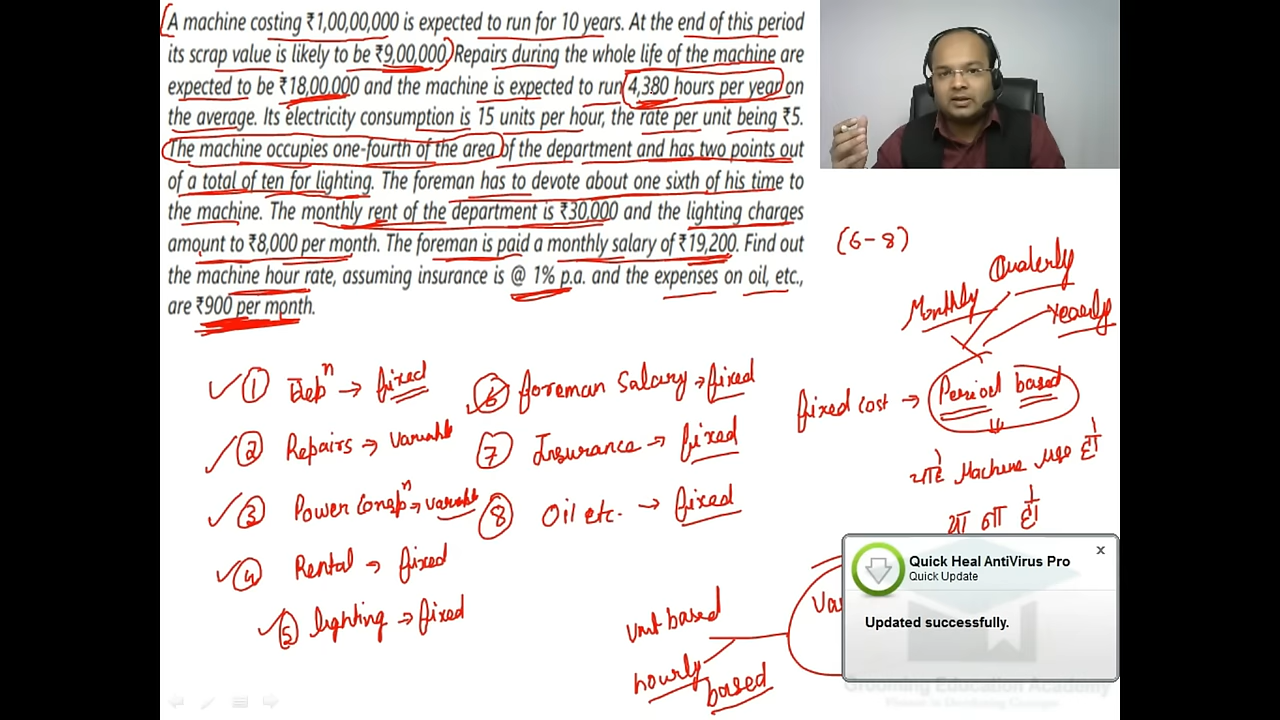 A machine costing ₹1,00,00,000 is expected to run for 10 years. At the end of this period
its scrap value is likely to be ₹9,00,000. Repairs during the whole life of the machine are
expected to be ₹18,00,000 and the machine is expected to run 4,380 hours per year on
the average. Its electricity consumption is 15 units per hour, the rate per unit being ₹5.
The machine occupies one-fourth of the area of the department and has two points out
of a total of ten for lighting. The foreman has to devote about one sixth of his time to
the machine. The monthly rent of the department is ₹30,000 and the lighting charges
amount to ₹8,000 per month. The foreman is paid a monthly salary of ₹19,200. Find out
the machine hour rate, assuming insurance is @ 1% p.a. and the expenses on oil, etc.,
are ₹900 per month.
(6-8)
Quaterly
Monthly
Yearly
fixed cost → Period based
यदि Machine use हो
या ना हो
① Depⁿ → fixed
② Repairs → variable
③ Power Conspⁿ → variable
④ Rental → fixed
⑤ lighting → fixed
⑥ foreman Salary → fixed
⑦ Insurance → fixed
⑧ Oil etc. → fixed
Unit based
hourly based
Quick Heal AntiVirus Pro
Quick Update
Updated successfully.
Grooming Education Academy